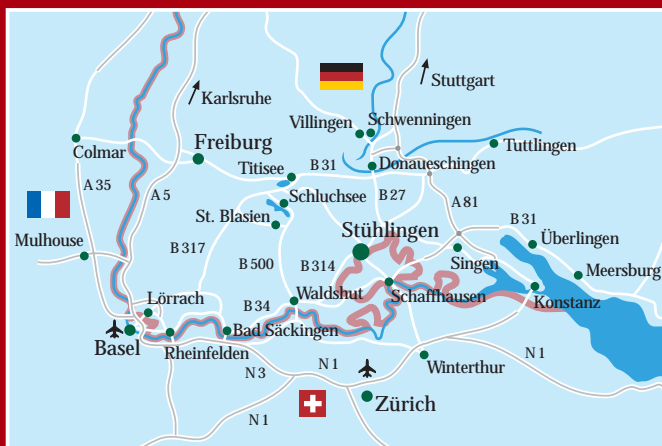 Karlsruhe
Stuttgart
Villingen
Schwenningen
Colmar
Freiburg
Tuttlingen
Titisee
B 31
Donaueschingen
A 35
A 5
Schluchsee
B 27
A 81
St. Blasien
Stühlingen
B 31
Überlingen
Mulhouse
B 317
B 500
B 314
Singen
Meersburg
Lörrach
Waldshut
Schaffhausen
Konstanz
B 34
Basel
Bad Säckingen
Rheinfelden
Winterthur
N 1
N 3
N 1
Zürich
N 1